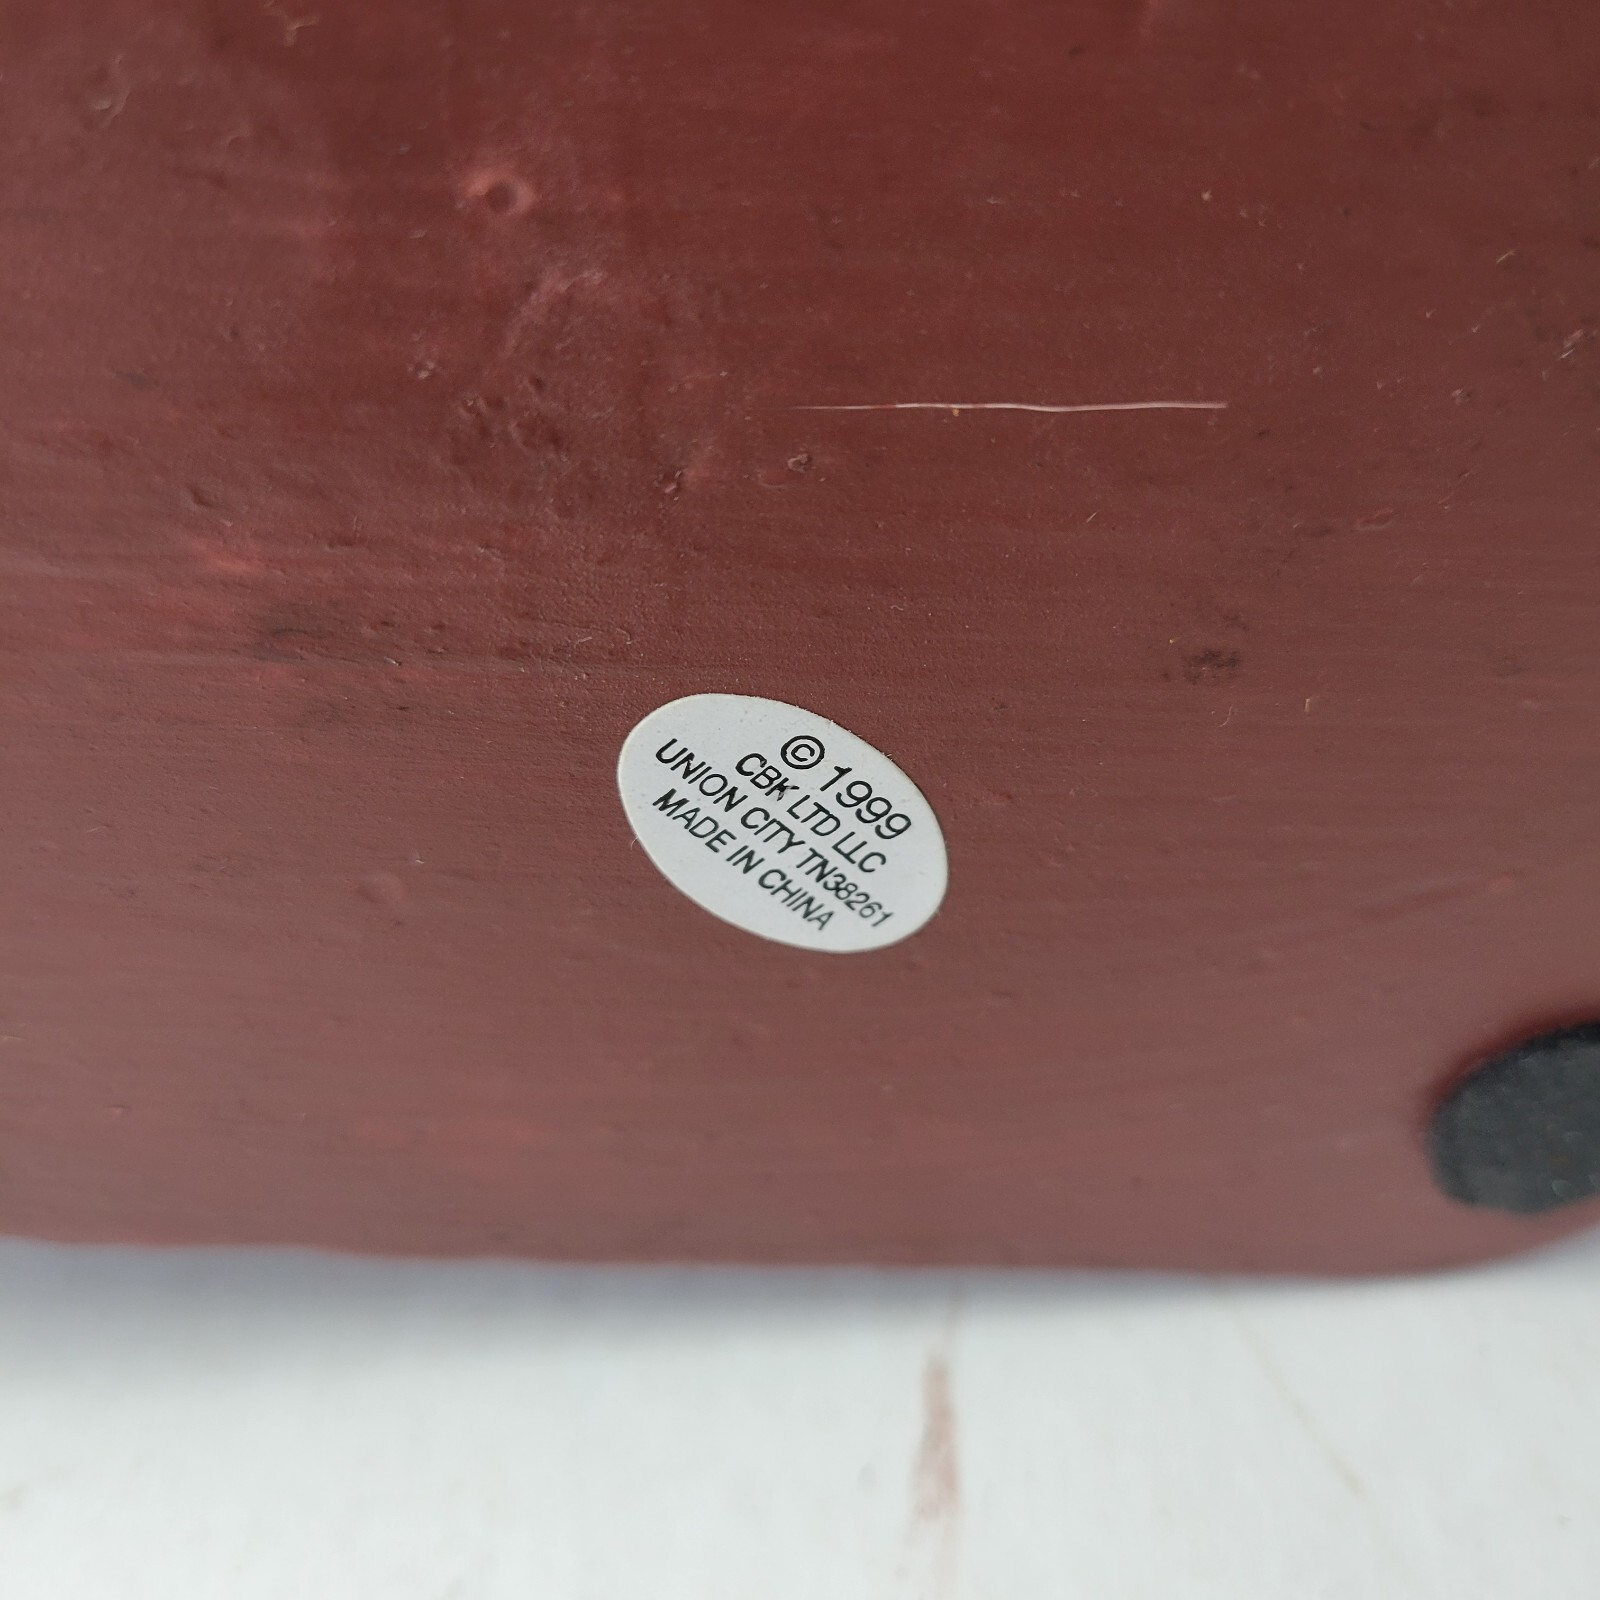 © 1999
CBK LTD LLC
UNION CITY TN38261
MADE IN CHINA